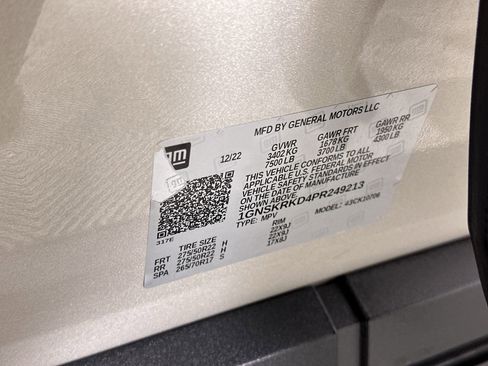 gm
MFD BY GENERAL MOTORS LLC
12/22
GVWR GAWR FRT GAWR RR
3402 KG 1678 KG 1950 KG
7500 LB 3700 LB 4300 LB
THIS VEHICLE CONFORMS TO ALL
APPLICABLE U.S. FEDERAL MOTOR
VEHICLE SAFETY STANDARDS IN EFFECT
ON THE DATE OF MANUFACTURE
SHOWN ABOVE.
1GNSKRKD4PR249213
TYPE: MPV MODEL: 43CK10706
317E
TIRE SIZE RIM
FRT 275/50R22 H 22X9J
RR 275/50R22 H 22X9J
SPA 265/70R17 S 17X8J